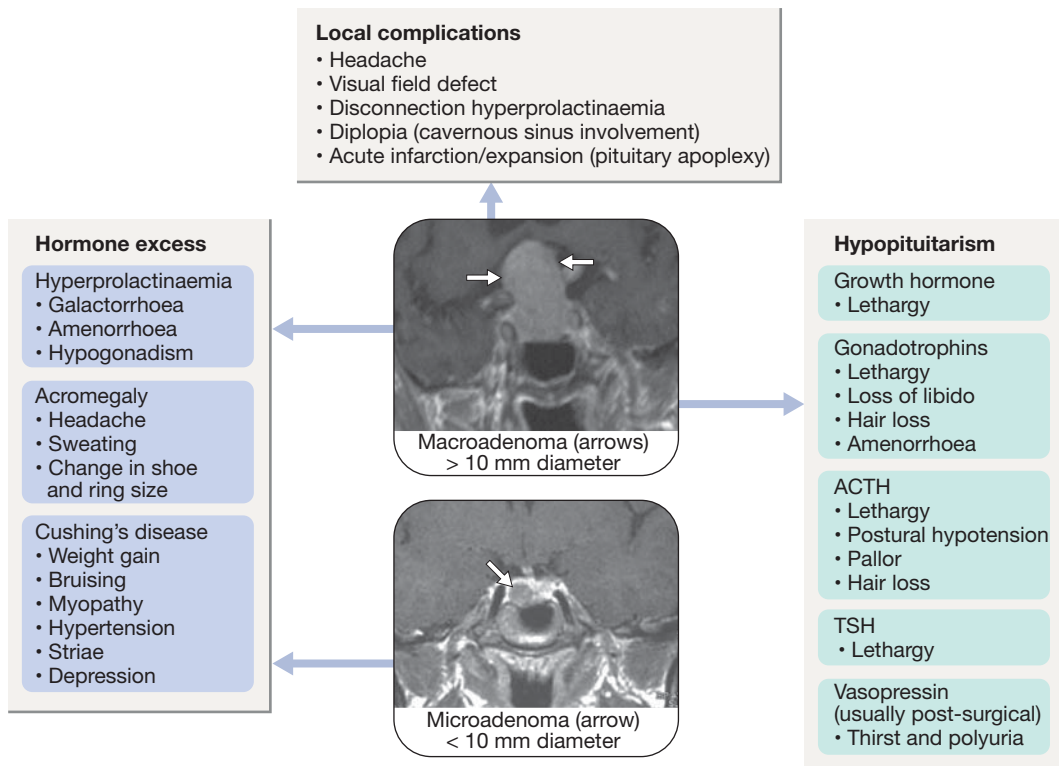 Local complications
• Headache
• Visual field defect
• Disconnection hyperprolactinaemia
• Diplopia (cavernous sinus involvement)
• Acute infarction/expansion (pituitary apoplexy)
Hormone excess
Hyperprolactinaemia
• Galactorrhoea
• Amenorrhoea
• Hypogonadism
Acromegaly
• Headache
• Sweating
• Change in shoe
and ring size
Cushing's disease
• Weight gain
• Bruising
• Myopathy
• Hypertension
• Striae
• Depression
Macroadenoma (arrows)
> 10 mm diameter
Microadenoma (arrow)
< 10 mm diameter
Hypopituitarism
Growth hormone
• Lethargy
Gonadotrophins
• Lethargy
• Loss of libido
• Hair loss
• Amenorrhoea
ACTH
• Lethargy
• Postural hypotension
• Pallor
• Hair loss
TSH
• Lethargy
Vasopressin
(usually post-surgical)
• Thirst and polyuria